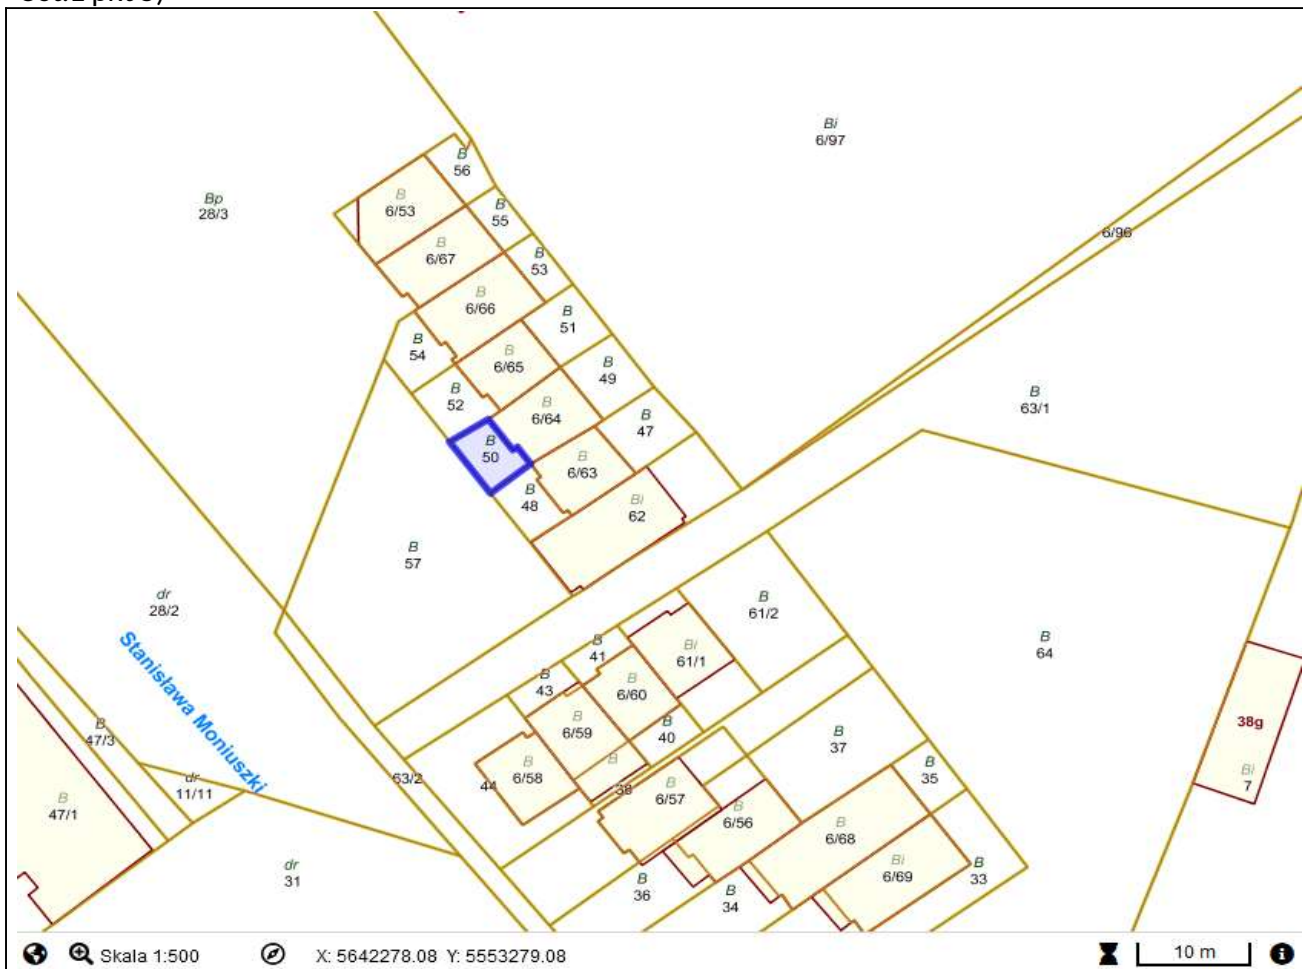 B
56
Bi
6/97
Bp
28/3
B
6/53
B
55
6/96
B
6/67
B
53
B
6/66
B
51
B
54
B
6/65
B
49
B
63/1
B
52
B
6/64
B
47
B
50
B
6/63
B
48
Bi
62
B
57
dr
28/2
B
61/2
Stanisława Moniuszki
B
41
Bi
61/1
B
64
B
43
B
6/60
B
47/3
B
6/59
B
40
B
37
38g
Bi
7
dr
11/11
63/2
44
B
6/58
B
38
B
6/57
B
35
B
47/1
B
6/56
B
6/68
dr
31
B
36
B
34
Bi
6/69
B
33
Skala 1:500
X: 5642278.08 Y: 5553279.08
10 m